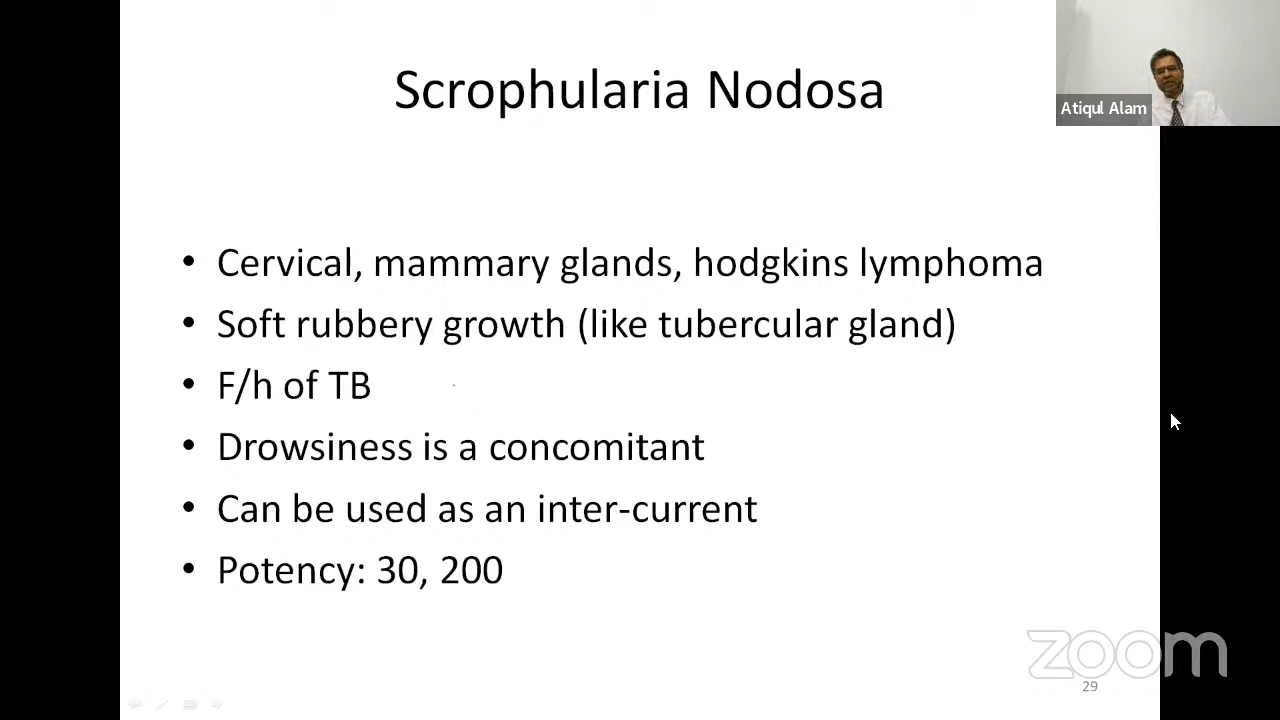 Scrophularia Nodosa
Atiqul Alam
• Cervical, mammary glands, hodgkins lymphoma
• Soft rubbery growth (like tubercular gland)
• F/h of TB
• Drowsiness is a concomitant
• Can be used as an inter-current
• Potency: 30, 200
zoom
29